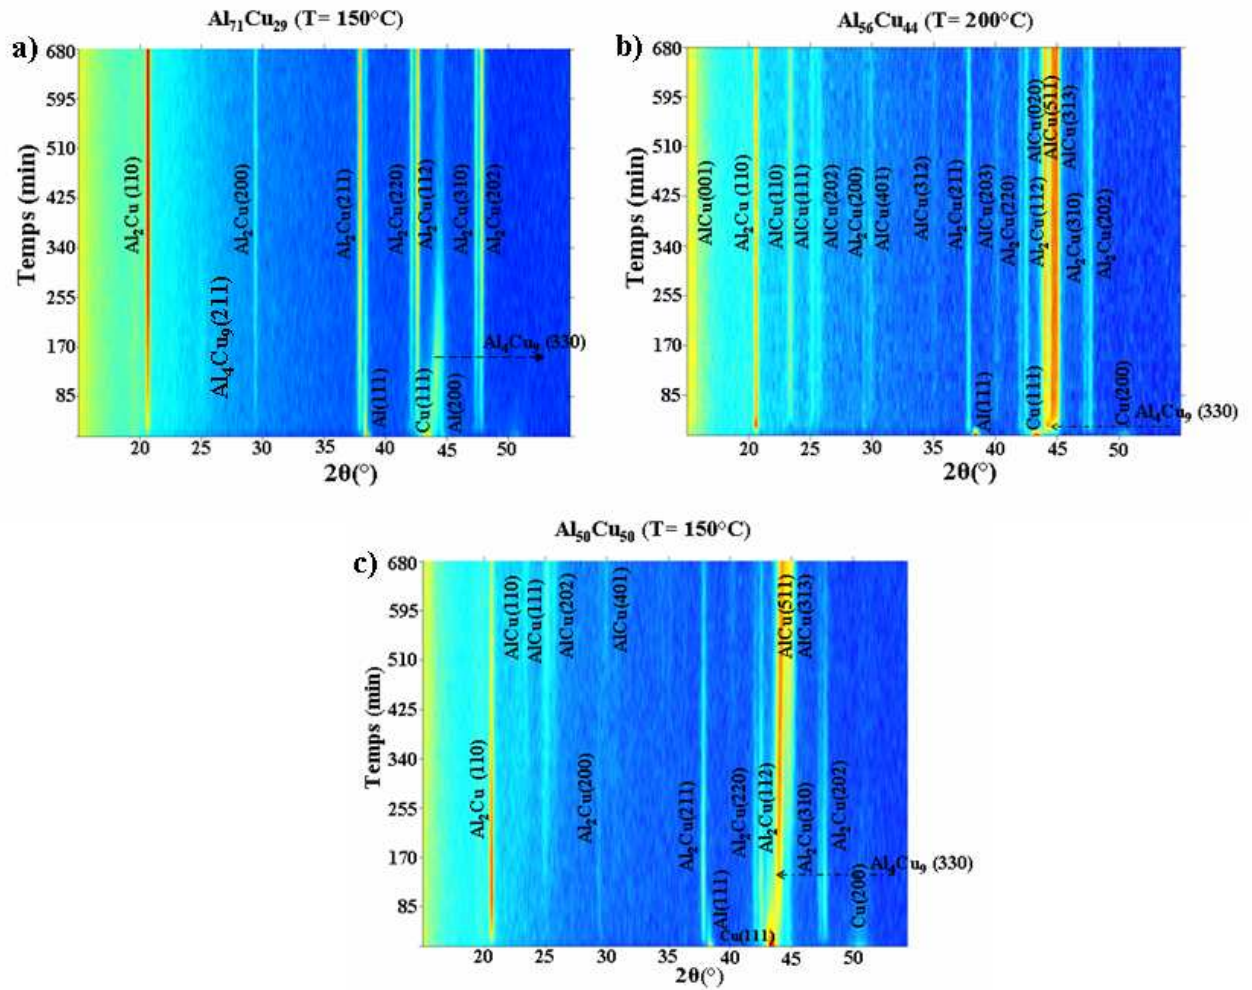 Al₇₁Cu₂₉ (T= 150°C)
a)
680
595
510
425
340
255
170
85
Temps (min)
Al₂Cu (110)
Al₄Cu₉(211)
Al₂Cu(200)
Al₂Cu(211)
Al₂Cu(220)
Al₂Cu(112)
Al₂Cu(310)
Al₂Cu(202)
Al₄Cu₉ (330)
Al(111)
Cu(111)
Al(200)
20 25 30 35 40 45 50
2θ(°)
Al₅₆Cu₄₄ (T= 200°C)
b)
680
595
510
425
340
255
170
85
Temps (min)
AlCu(001)
Al₂Cu (110)
AlCu(110)
AlCu(111)
AlCu(202)
Al₂Cu(200)
AlCu(401)
AlCu(312)
Al₂Cu(211)
AlCu(203)
Al₂Cu(220)
Al₂Cu(112)
AlCu(020)
AlCu(511)
AlCu(313)
Al₂Cu(310)
Al₂Cu(202)
Al(111)
Cu(111)
Cu(200)
Al₄Cu₉ (330)
20 25 30 35 40 45 50
2θ(°)
Al₅₀Cu₅₀ (T= 150°C)
c)
680
595
510
425
340
255
170
85
Temps (min)
AlCu(110)
AlCu(111)
AlCu(202)
AlCu(401)
AlCu(511)
AlCu(313)
Al₂Cu (110)
Al₂Cu(200)
Al₂Cu(211)
Al₂Cu(220)
Al₂Cu(112)
Al₂Cu(310)
Al₂Cu(202)
Al₄Cu₉ (330)
Al(111)
Cu(111)
Cu(200)
20 25 30 35 40 45 50
2θ(°)